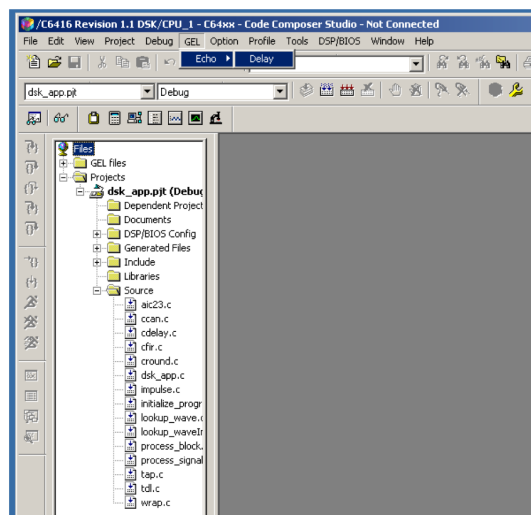 /C6416 Revision 1.1 DSK/CPU_1 - C64xx - Code Composer Studio - Not Connected
File Edit View Project Debug GEL Option Profile Tools DSP/BIOS Window Help
Echo Delay
dsk_app.pjt Debug
Files
GEL files
Projects
dsk_app.pjt (Debug
Dependent Project
Documents
DSP/BIOS Config
Generated Files
Include
Libraries
Source
aic23.c
ccan.c
cdelay.c
cfir.c
cround.c
dsk_app.c
impulse.c
initialize_progr
lookup_wave.c
lookup_waveIn
process_block.
process_signal
tap.c
tdl.c
wrap.c